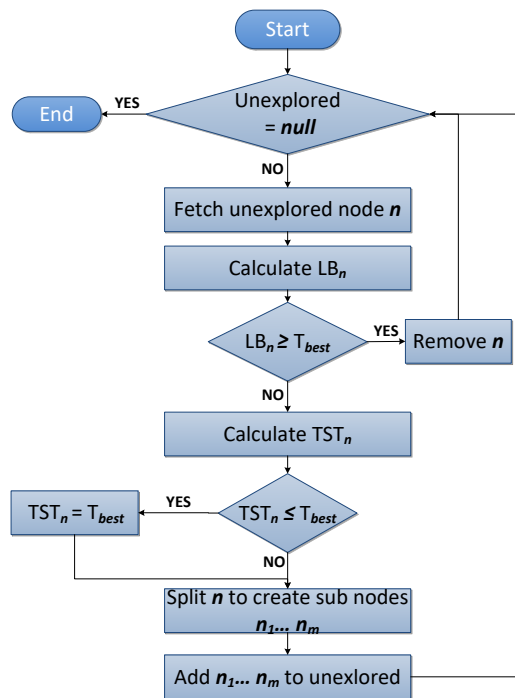 Start
Unexplored
= null
YES
End
NO
Fetch unexplored node n
Calculate LBn
LBn ≥ Tbest
YES
Remove n
NO
Calculate TSTn
TSTn ≤ Tbest
YES
TSTn = Tbest
NO
Split n to create sub nodes
n1... nm
Add n1... nm to unexlored